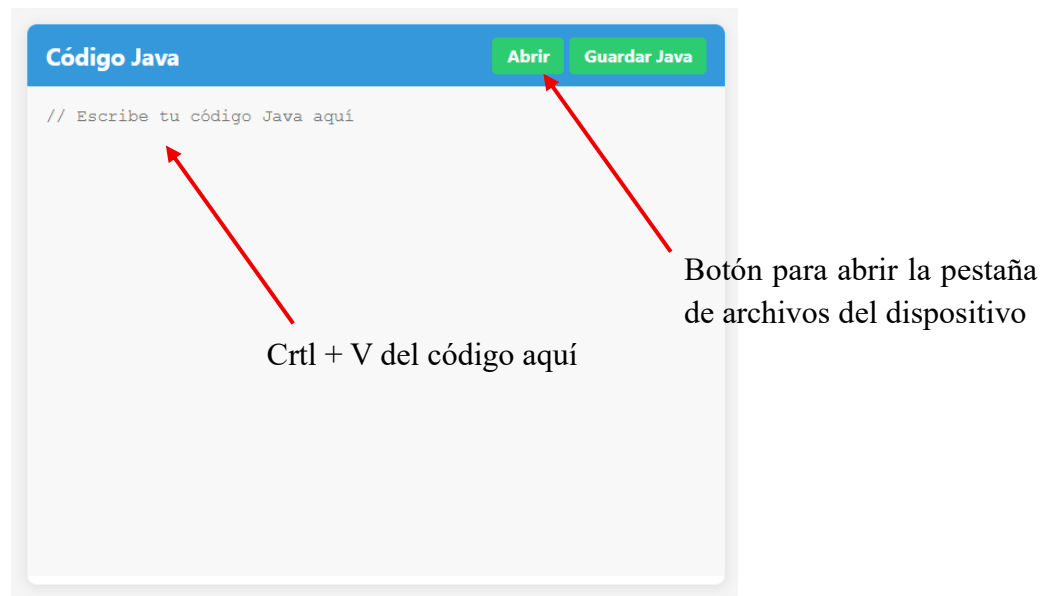 Código Java
Abrir
Guardar Java
// Escribe tu código Java aquí
Botón para abrir la pestaña
de archivos del dispositivo
Crtl + V del código aquí